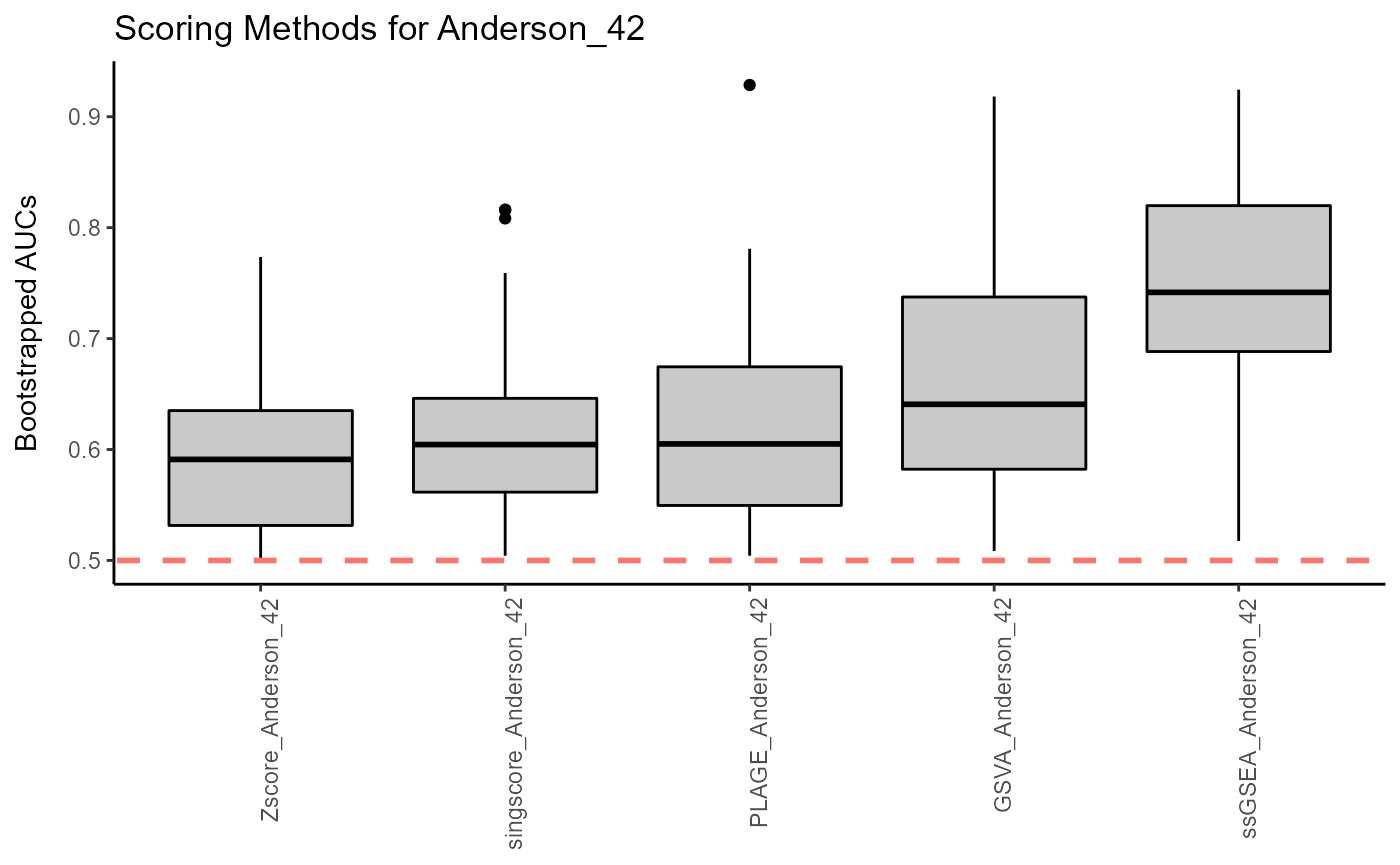 Scoring Methods for Anderson_42
Bootstrapped AUCs
0.9
0.8
0.7
0.6
0.5
Zscore_Anderson_42
singscore_Anderson_42
PLAGE_Anderson_42
GSVA_Anderson_42
ssGSEA_Anderson_42